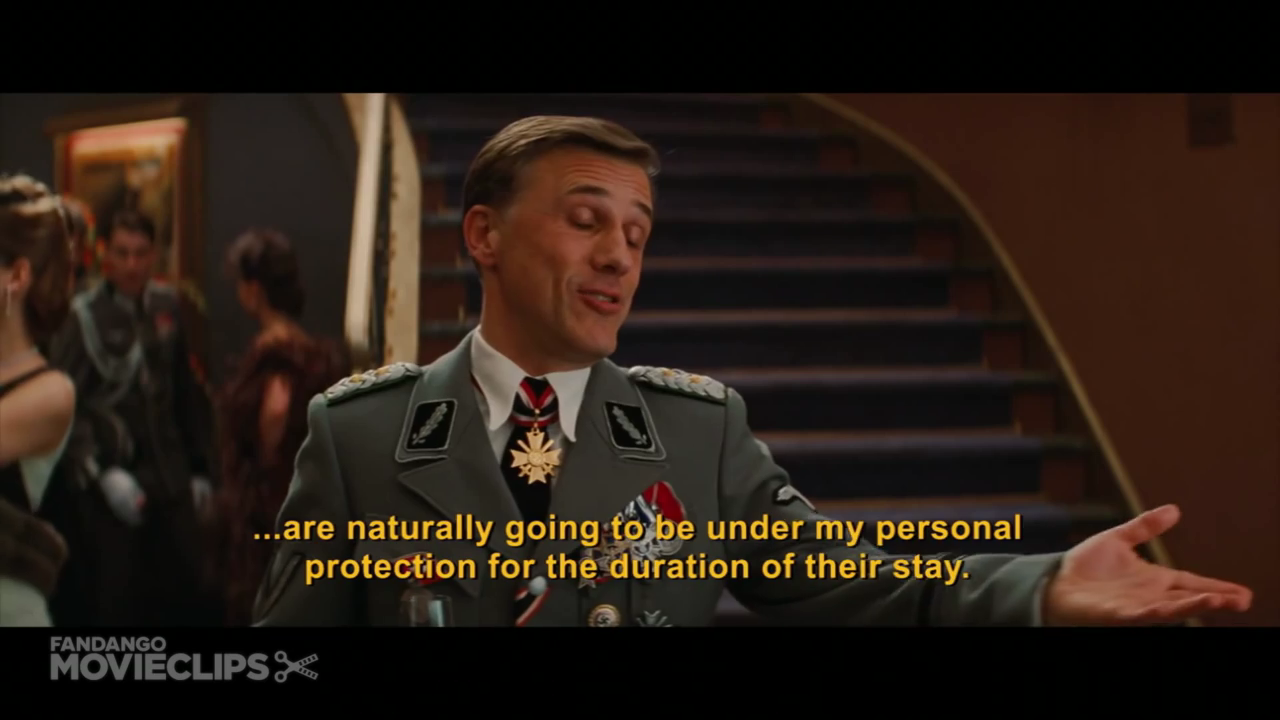 ...are naturally going to be under my personal
protection for the duration of their stay.
FANDANGO
MOVIECLIPS